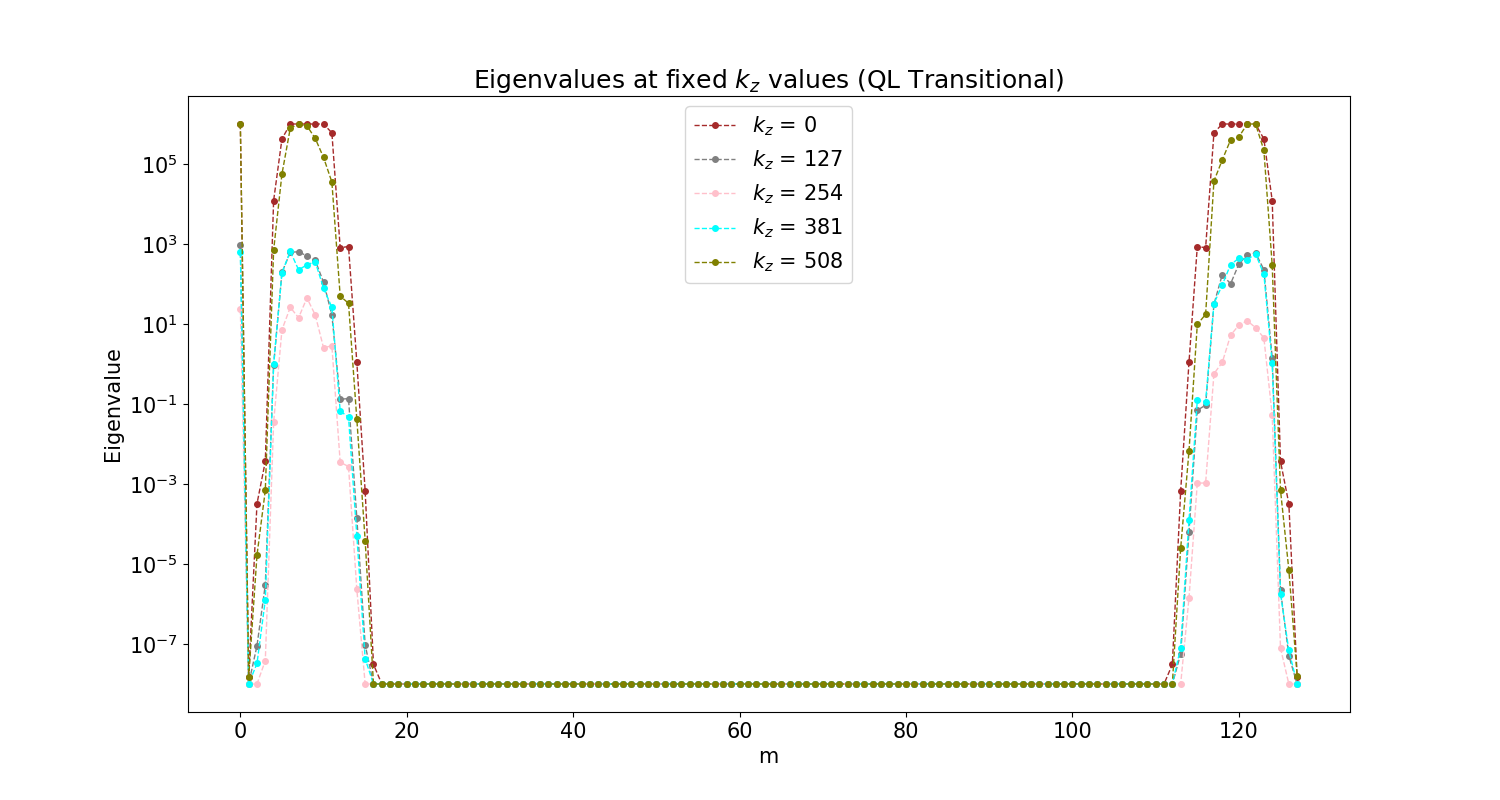 Eigenvalues at fixed k_z values (QL Transitional)
k_z = 0
k_z = 127
k_z = 254
k_z = 381
k_z = 508
Eigenvalue
10^5
10^3
10^1
10^−1
10^−3
10^−5
10^−7
0 20 40 60 80 100 120
m